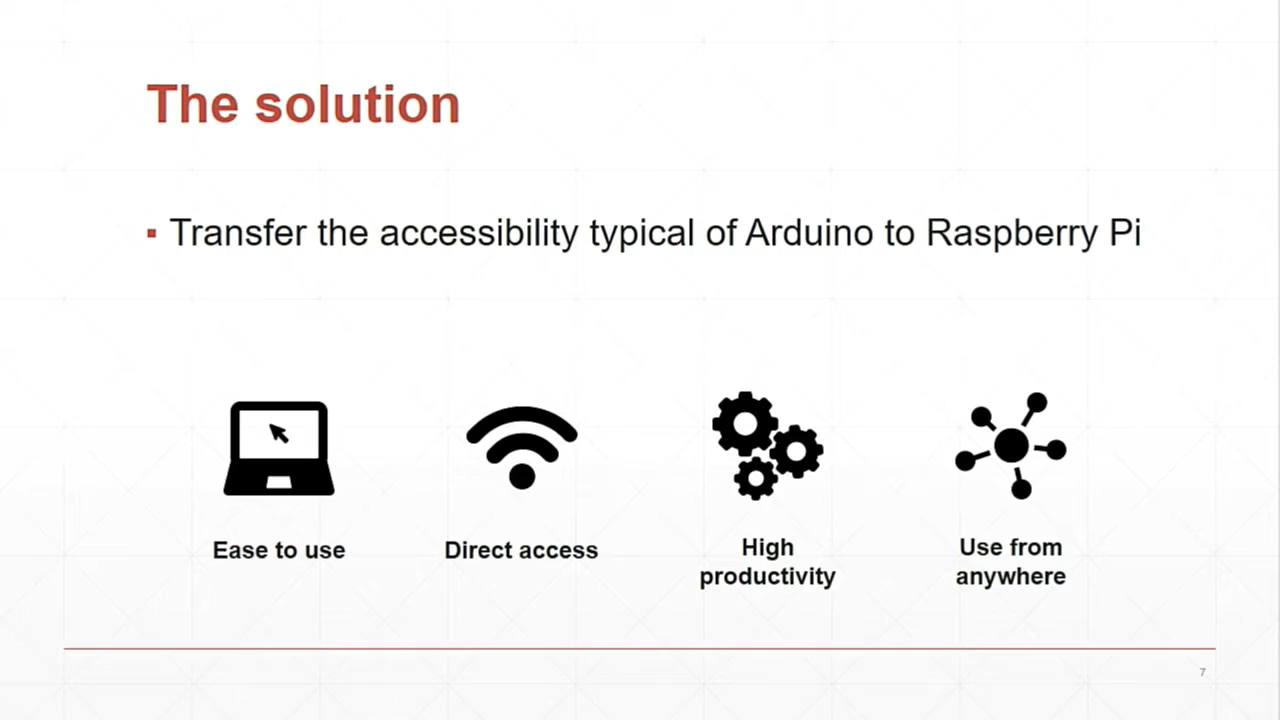 The solution
▪ Transfer the accessibility typical of Arduino to Raspberry Pi
Ease to use
Direct access
High
productivity
Use from
anywhere
7